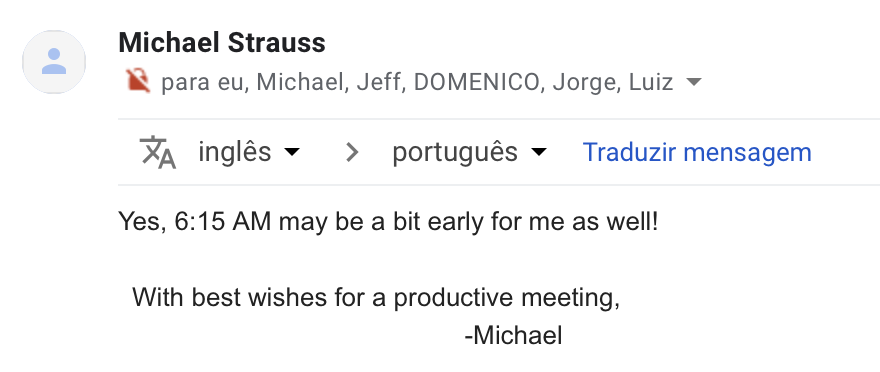 Michael Strauss
para eu, Michael, Jeff, DOMENICO, Jorge, Luiz
inglês > português Traduzir mensagem
Yes, 6:15 AM may be a bit early for me as well!
With best wishes for a productive meeting,
-Michael